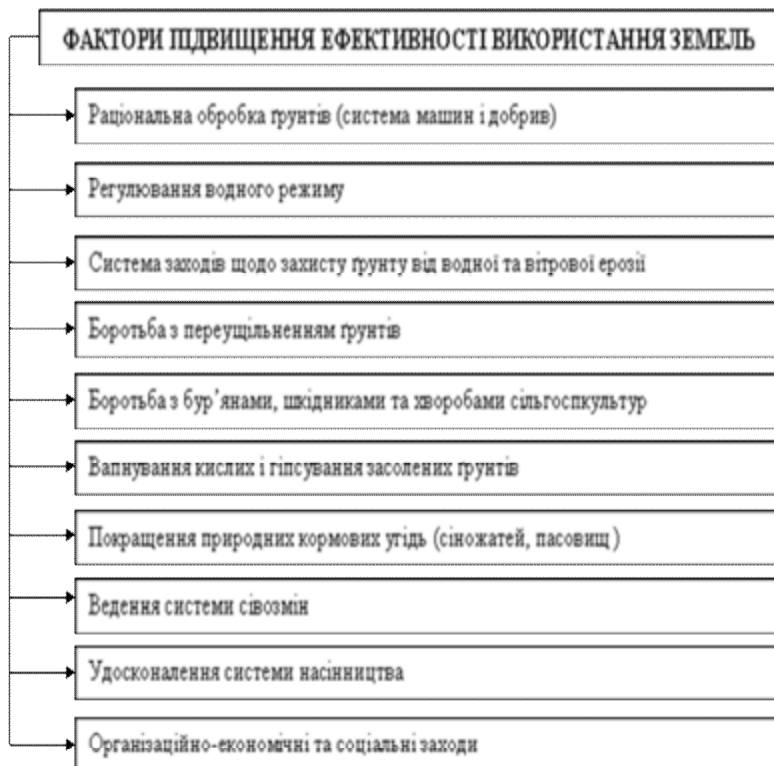 ФАКТОРИ ПІДВИЩЕННЯ ЕФЕКТИВНОСТІ ВИКОРИСТАННЯ ЗЕМЕЛЬ
Раціональна обробка ґрунтів (система машин і добрив)
Регулювання водного режиму
Система заходів щодо захисту ґрунту від водної та вітрової ерозії
Боротьба з переущільненням ґрунтів
Боротьба з бур’янами, шкідниками та хворобами сільгоспкультур
Вапнування кислих і гіпсування засолених ґрунтів
Покращення природних кормових угідь (сіножатей, пасовищ)
Ведення системи сівозмін
Удосконалення системи насінництва
Організаційно-економічні та соціальні заходи